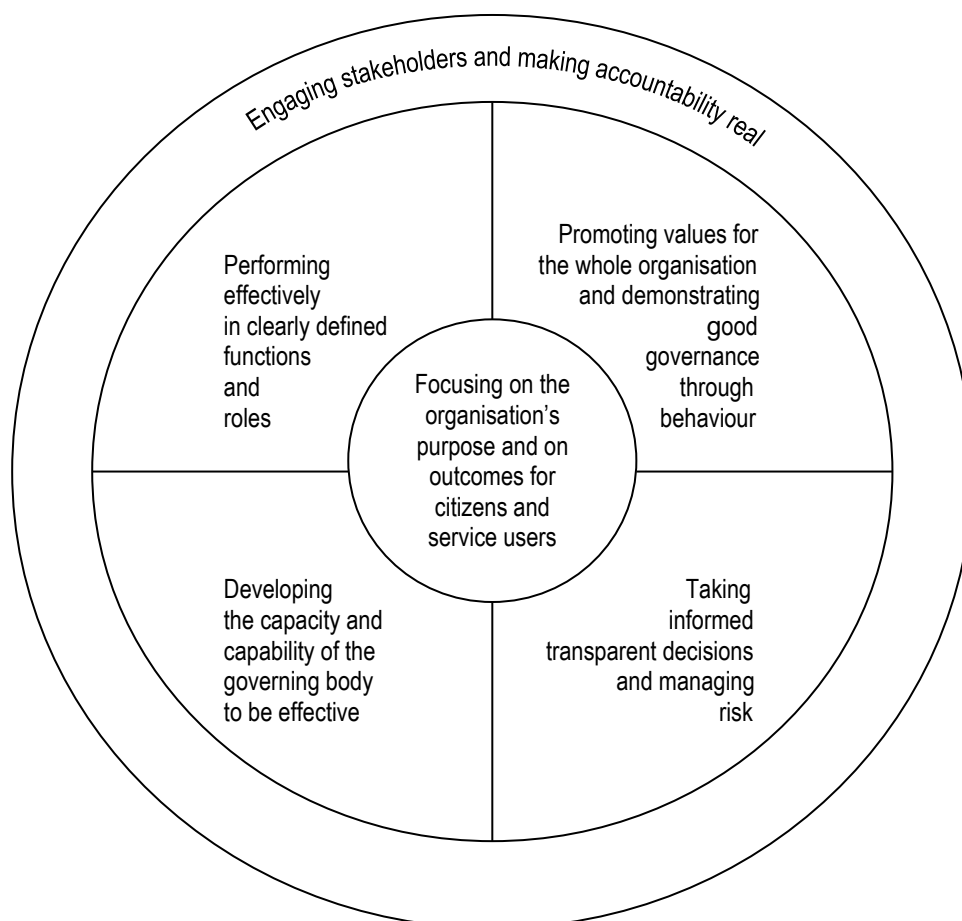 Engaging stakeholders and making accountability real
Performing
effectively
in clearly defined
functions
and
roles
Promoting values for
the whole organisation
and demonstrating
good
governance
through
behaviour
Focusing on the
organisation’s
purpose and on
outcomes for
citizens and
service users
Developing
the capacity and
capability of the
governing body
to be effective
Taking
informed
transparent decisions
and managing
risk